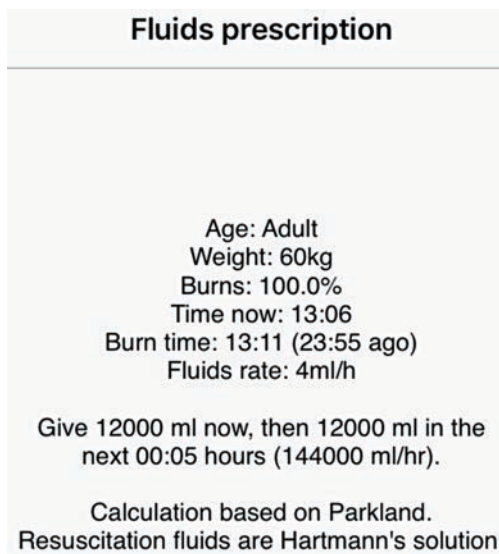 Fluids prescription
Age: Adult
Weight: 60kg
Burns: 100.0%
Time now: 13:06
Burn time: 13:11 (23:55 ago)
Fluids rate: 4ml/h
Give 12000 ml now, then 12000 ml in the
next 00:05 hours (144000 ml/hr).
Calculation based on Parkland.
Resuscitation fluids are Hartmann's solution